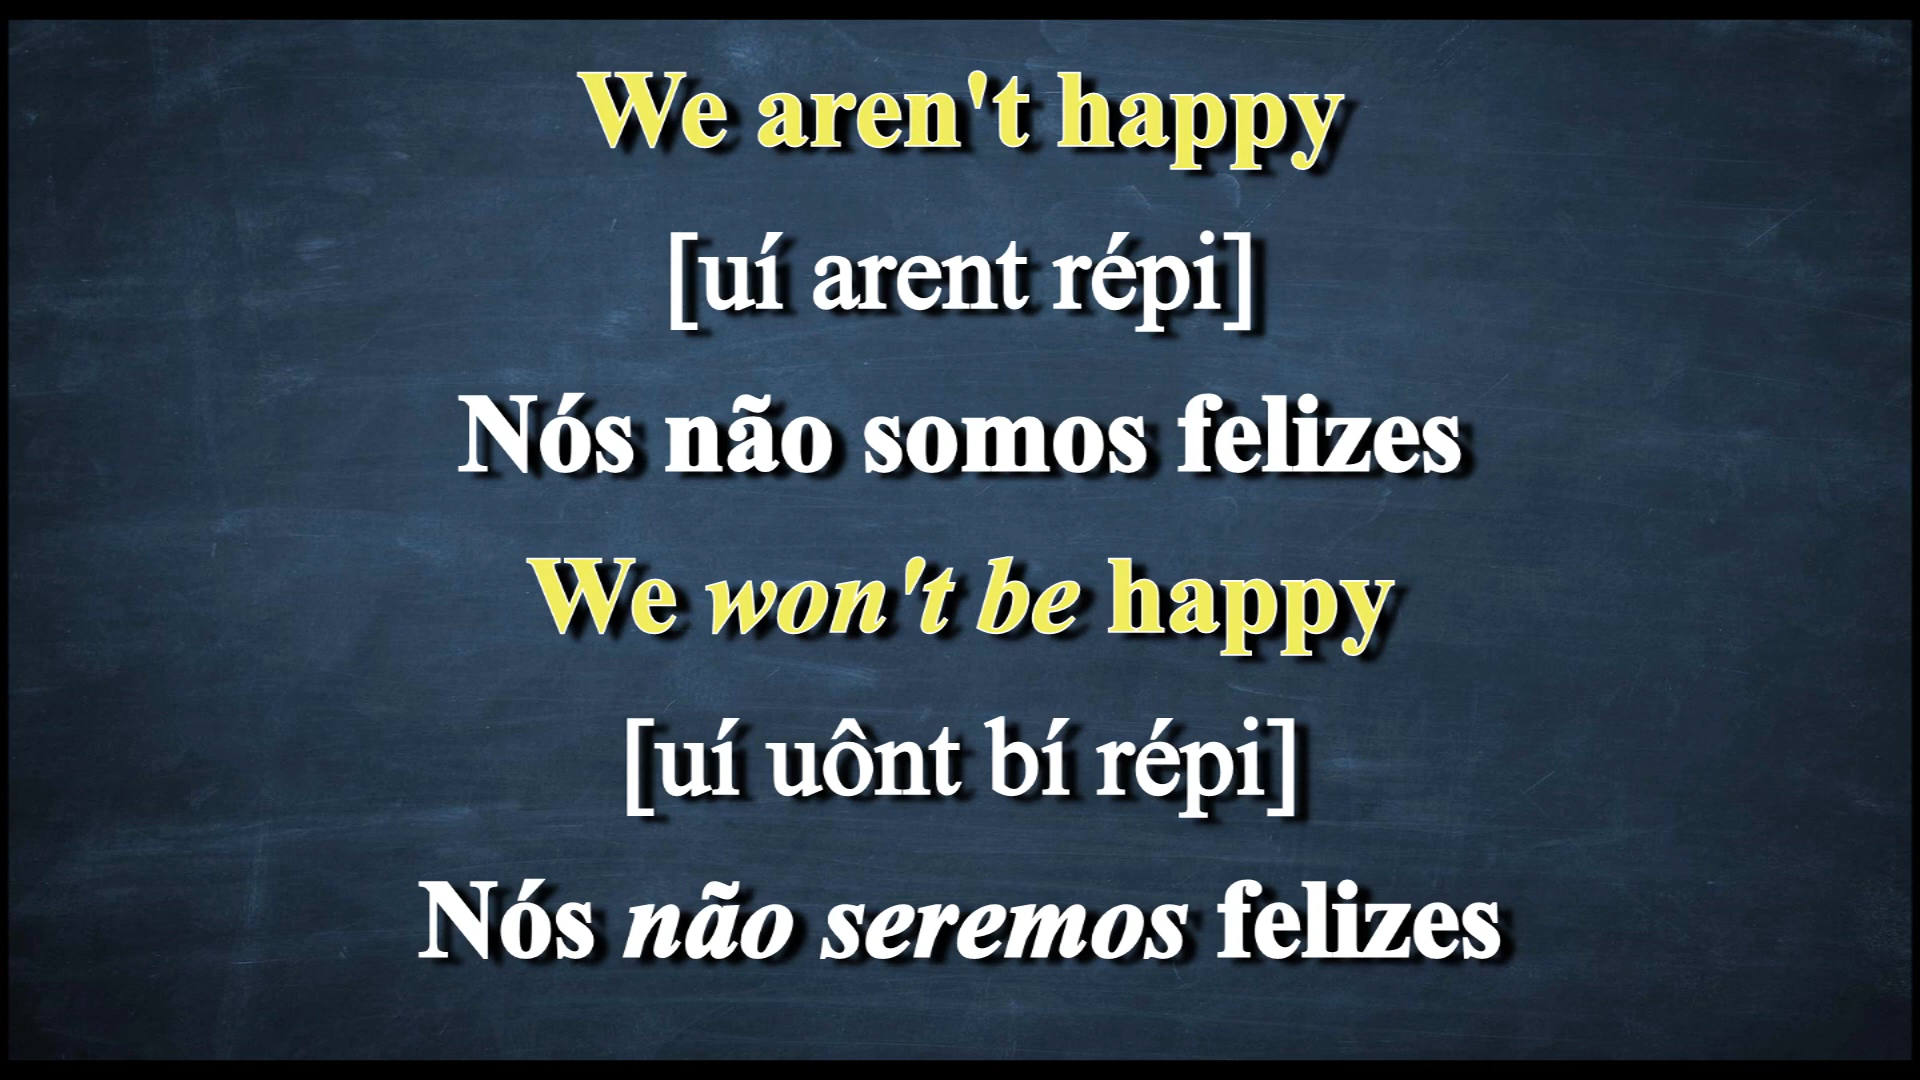 We aren't happy
[uí arent répi]
Nós não somos felizes
We won't be happy
[uí uônt bí répi]
Nós não seremos felizes